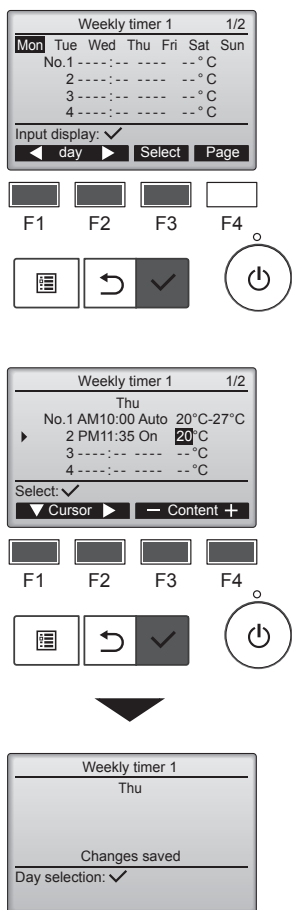 Weekly timer 1 1/2
Mon Tue Wed Thu Fri Sat Sun
No.1 - - - - : - - - - - - - - ° C
2 - - - - : - - - - - - - - ° C
3 - - - - : - - - - - - - - ° C
4 - - - - : - - - - - - - - ° C
Input display: ✓
◀ day ▶ Select Page
F1 F2 F3 F4
Weekly timer 1 1/2
Thu
No.1 AM10:00 Auto 20°C-27°C
▶ 2 PM11:35 On 20°C
3 - - - - : - - - - - - - - °C
4 - - - - : - - - - - - - - °C
Select: ✓
▼ Cursor ▶ − Content +
F1 F2 F3 F4
Weekly timer 1
Thu
Changes saved
Day selection: ✓